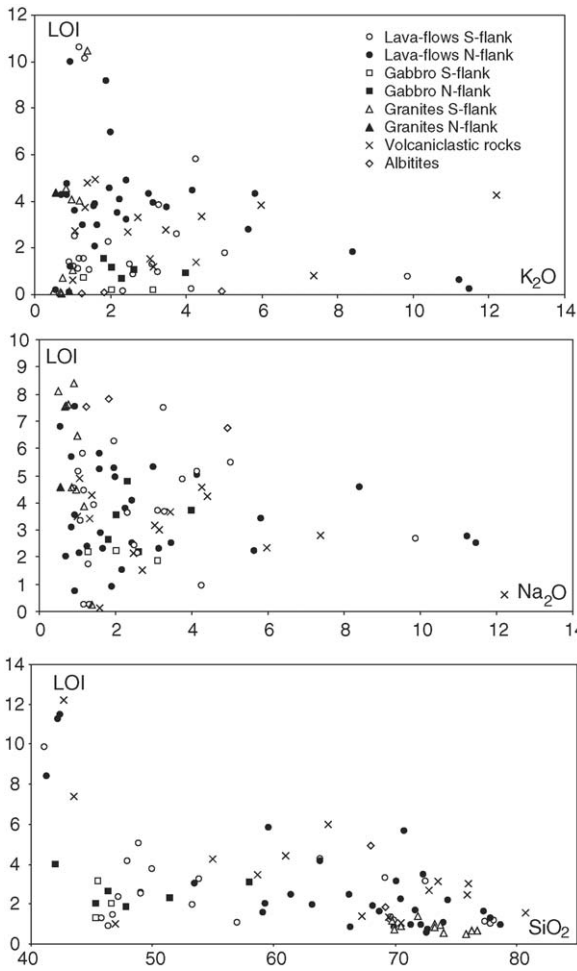 LOI
12
10
8
6
4
2
0
○ Lava-flows S-flank
● Lava-flows N-flank
□ Gabbro S-flank
■ Gabbro N-flank
△ Granites S-flank
▲ Granites N-flank
× Volcaniclastic rocks
◇ Albitites
K₂O
0 2 4 6 8 10 12 14
LOI
10
9
8
7
6
5
4
3
2
1
0
Na₂O
0 2 4 6 8 10 12 14
LOI
14
12
10
8
6
4
2
0
SiO₂
40 50 60 70 80